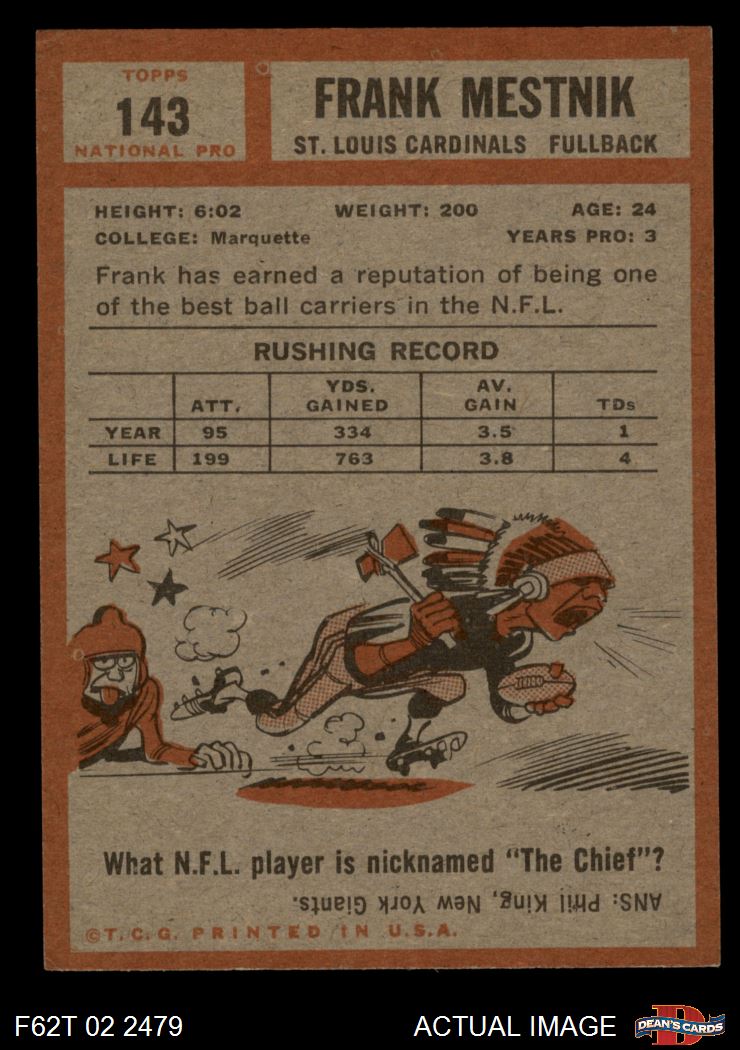 TOPPS
143
NATIONAL PRO
FRANK MESTNIK
ST. LOUIS CARDINALS FULLBACK
HEIGHT: 6:02 WEIGHT: 200 AGE: 24
COLLEGE: Marquette YEARS PRO: 3
Frank has earned a reputation of being one
of the best ball carriers in the N.F.L.
RUSHING RECORD
ATT. YDS. GAINED AV. GAIN TDs
YEAR 95 334 3.5 1
LIFE 199 763 3.8 4
What N.F.L. player is nicknamed "The Chief"?
ANS: Phil King, New York Giants.
©T.C.G. PRINTED IN U.S.A.
F62T 02 2479 ACTUAL IMAGE
D
DEAN'S CARDS